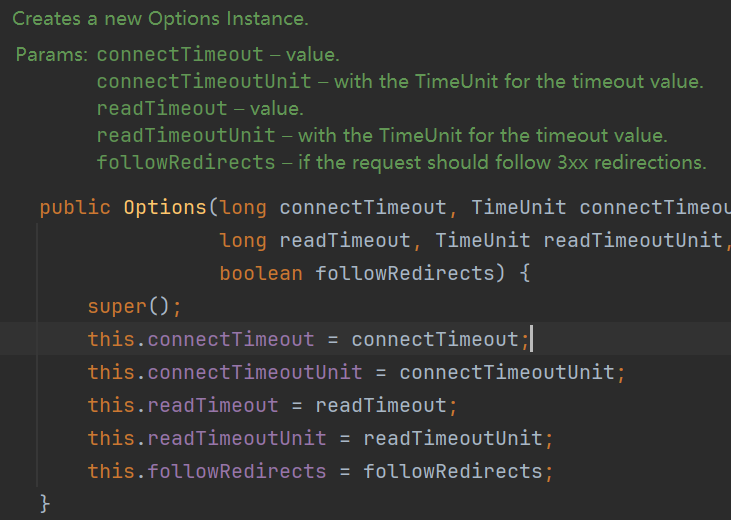 Creates a new Options Instance.
Params: connectTimeout – value.
connectTimeoutUnit – with the TimeUnit for the timeout value.
readTimeout – value.
readTimeoutUnit – with the TimeUnit for the timeout value.
followRedirects – if the request should follow 3xx redirections.
public Options(long connectTimeout, TimeUnit connectTimeou
long readTimeout, TimeUnit readTimeoutUnit,
boolean followRedirects) {
super();
this.connectTimeout = connectTimeout;
this.connectTimeoutUnit = connectTimeoutUnit;
this.readTimeout = readTimeout;
this.readTimeoutUnit = readTimeoutUnit;
this.followRedirects = followRedirects;
}